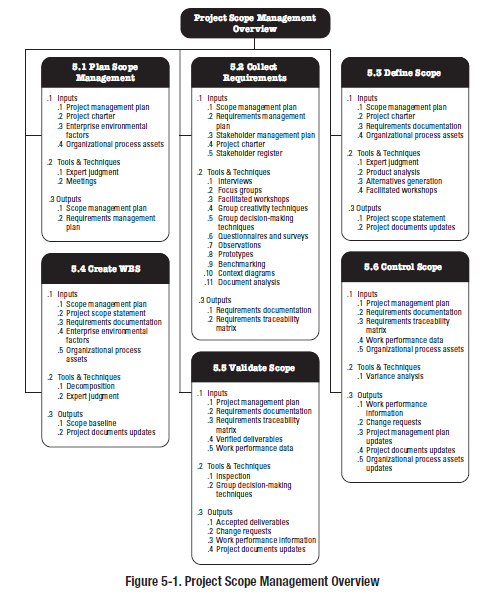 Project Scope Management
Overview
5.1 Plan Scope
Management
.1 Inputs
.1 Project management plan
.2 Project charter
.3 Enterprise environmental
factors
.4 Organizational process assets
.2 Tools & Techniques
.1 Expert judgment
.2 Meetings
.3 Outputs
.1 Scope management plan
.2 Requirements management
plan
5.2 Collect
Requirements
.1 Inputs
.1 Scope management plan
.2 Requirements management
plan
.3 Stakeholder management plan
.4 Project charter
.5 Stakeholder register
.2 Tools & Techniques
.1 Interviews
.2 Focus groups
.3 Facilitated workshops
.4 Group creativity techniques
.5 Group decision-making
techniques
.6 Questionnaires and surveys
.7 Observations
.8 Prototypes
.9 Benchmarking
.10 Context diagrams
.11 Document analysis
.3 Outputs
.1 Requirements documentation
.2 Requirements traceability
matrix
5.3 Define Scope
.1 Inputs
.1 Scope management plan
.2 Project charter
.3 Requirements documentation
.4 Organizational process assets
.2 Tools & Techniques
.1 Expert judgment
.2 Product analysis
.3 Alternatives generation
.4 Facilitated workshops
.3 Outputs
.1 Project scope statement
.2 Project documents updates
5.4 Create WBS
.1 Inputs
.1 Scope management plan
.2 Project scope statement
.3 Requirements documentation
.4 Enterprise environmental
factors
.5 Organizational process
assets
.2 Tools & Techniques
.1 Decomposition
.2 Expert judgment
.3 Outputs
.1 Scope baseline
.2 Project documents updates
5.5 Validate Scope
.1 Inputs
.1 Project management plan
.2 Requirements documentation
.3 Requirements traceability
matrix
.4 Verified deliverables
.5 Work performance data
.2 Tools & Techniques
.1 Inspection
.2 Group decision-making
techniques
.3 Outputs
.1 Accepted deliverables
.2 Change requests
.3 Work performance information
.4 Project documents updates
5.6 Control Scope
.1 Inputs
.1 Project management plan
.2 Requirements documentation
.3 Requirements traceability
matrix
.4 Work performance data
.5 Organizational process assets
.2 Tools & Techniques
.1 Variance analysis
.3 Outputs
.1 Work performance
information
.2 Change requests
.3 Project management plan
updates
.4 Project documents updates
.5 Organizational process assets
updates
Figure 5-1. Project Scope Management Overview